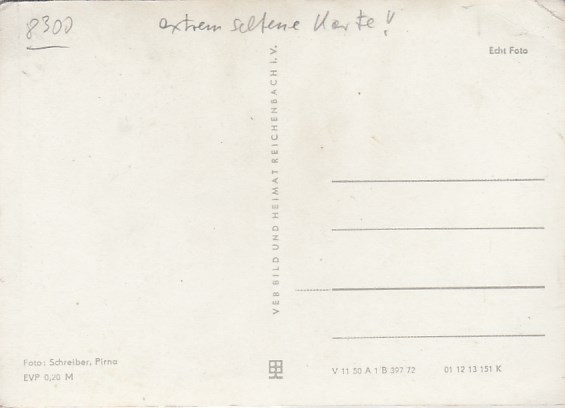 8300
extrem seltene Karte!
Echt Foto
VEB BILD UND HEIMAT REICHENBACH I. V.
Foto: Schreiber, Pirna
EVP 0,20 M
V 11 50 A 1 B 397 72 01 12 13 151 K